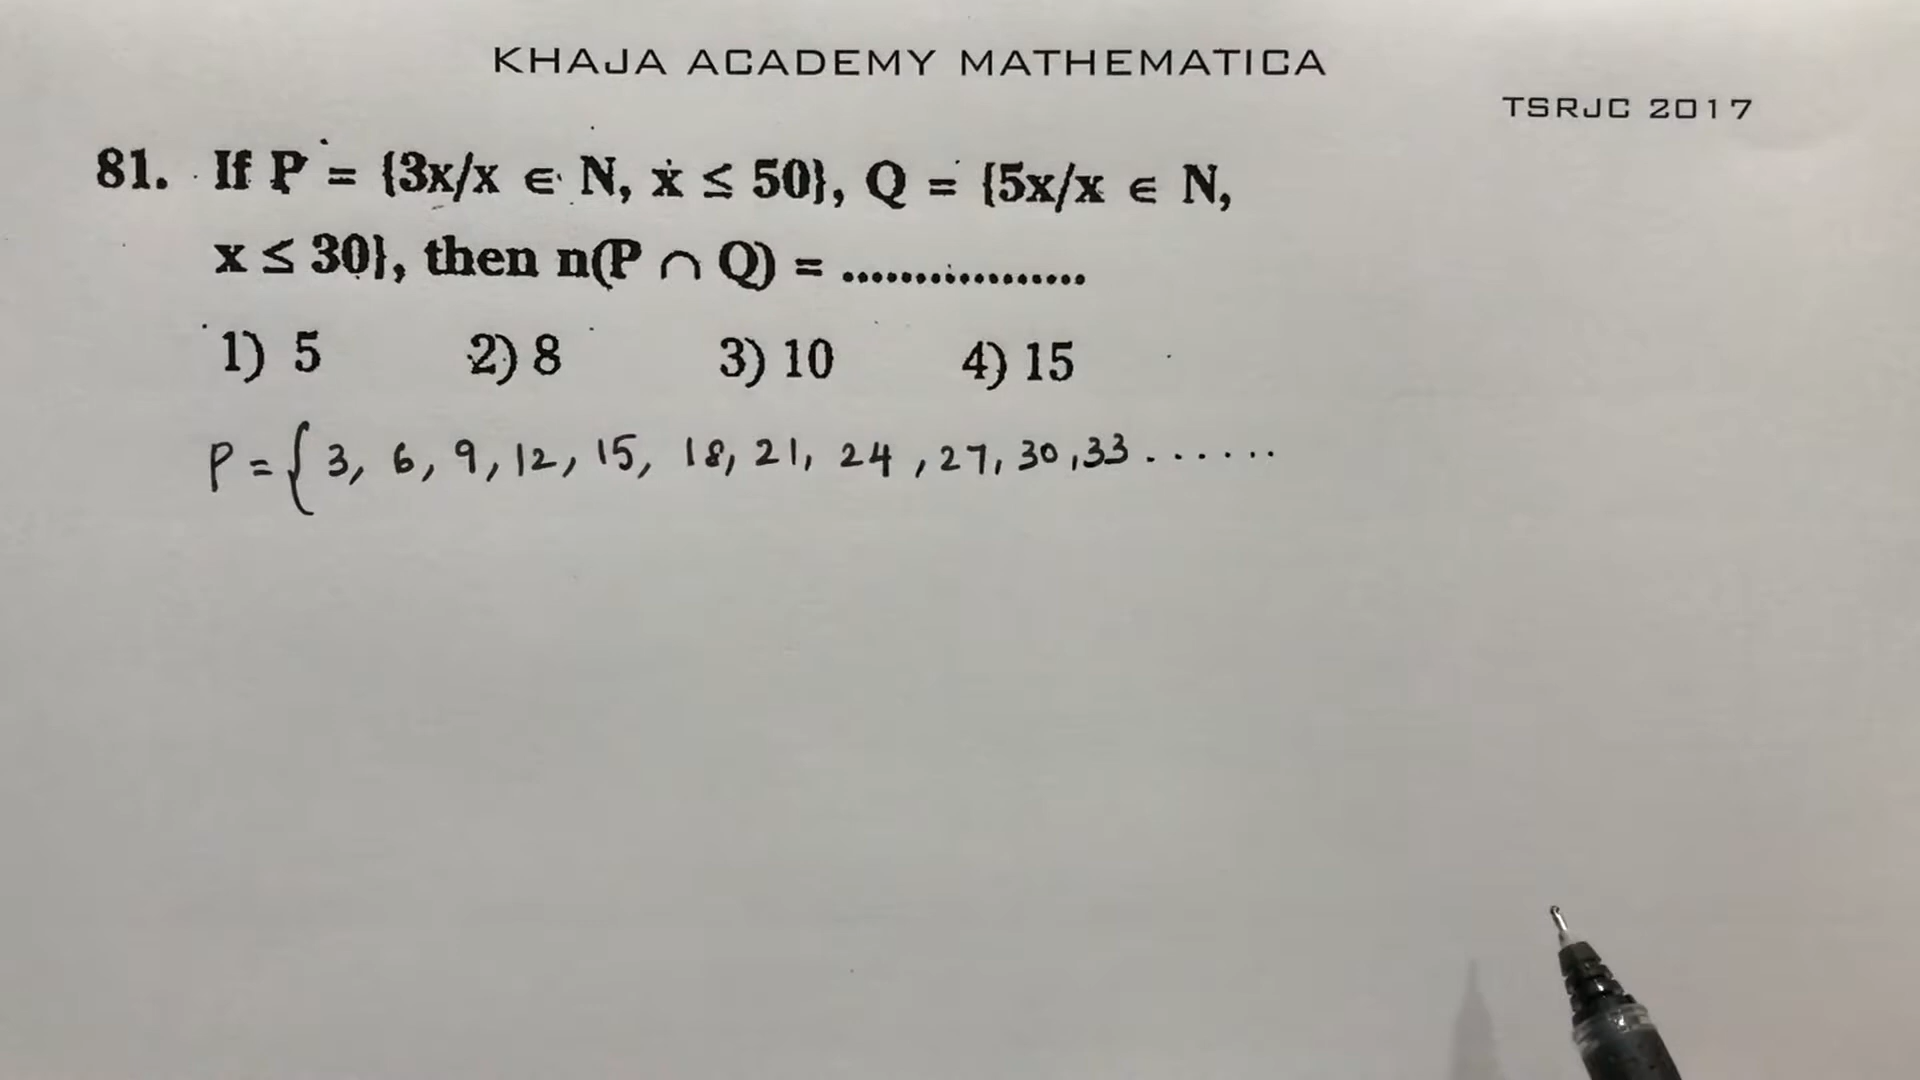 KHAJA ACADEMY MATHEMATICA
TSRJC 2017
81. If P = {3x/x ∈ N, x ≤ 50}, Q = {5x/x ∈ N,
x ≤ 30}, then n(P ∩ Q) = .................
1) 5 2) 8 3) 10 4) 15
P = { 3, 6, 9, 12, 15, 18, 21, 24, 27, 30, 33 . . . . . .